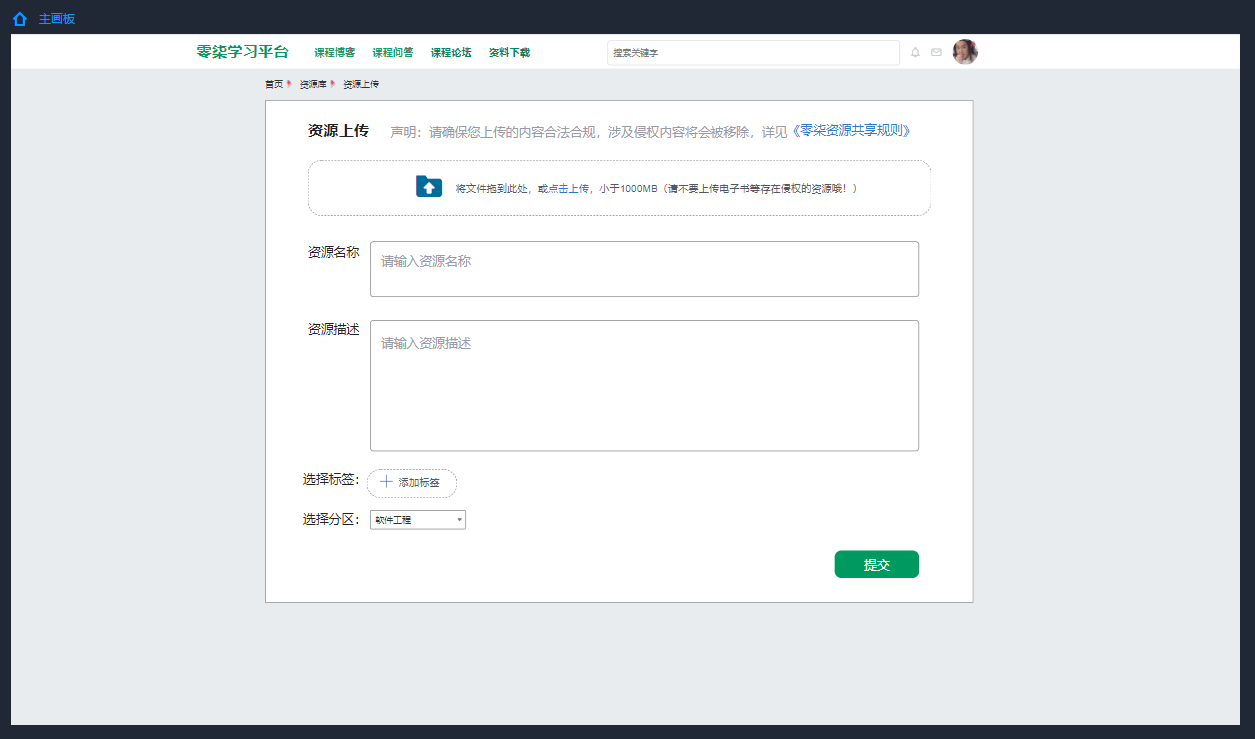 主画板
零柒学习平台 课程博客 课程问答 课程论坛 资料下载 搜索关键字
首页 资源库 资源上传
资源上传 声明：请确保您上传的内容合法合规，涉及侵权内容将会被移除，详见《零柒资源共享规则》
将文件拖到此处，或点击上传，小于1000MB（请不要上传电子书等存在侵权的资源哦！）
资源名称 请输入资源名称
资源描述 请输入资源描述
选择标签： 添加标签
选择分区： 软件工程
提交